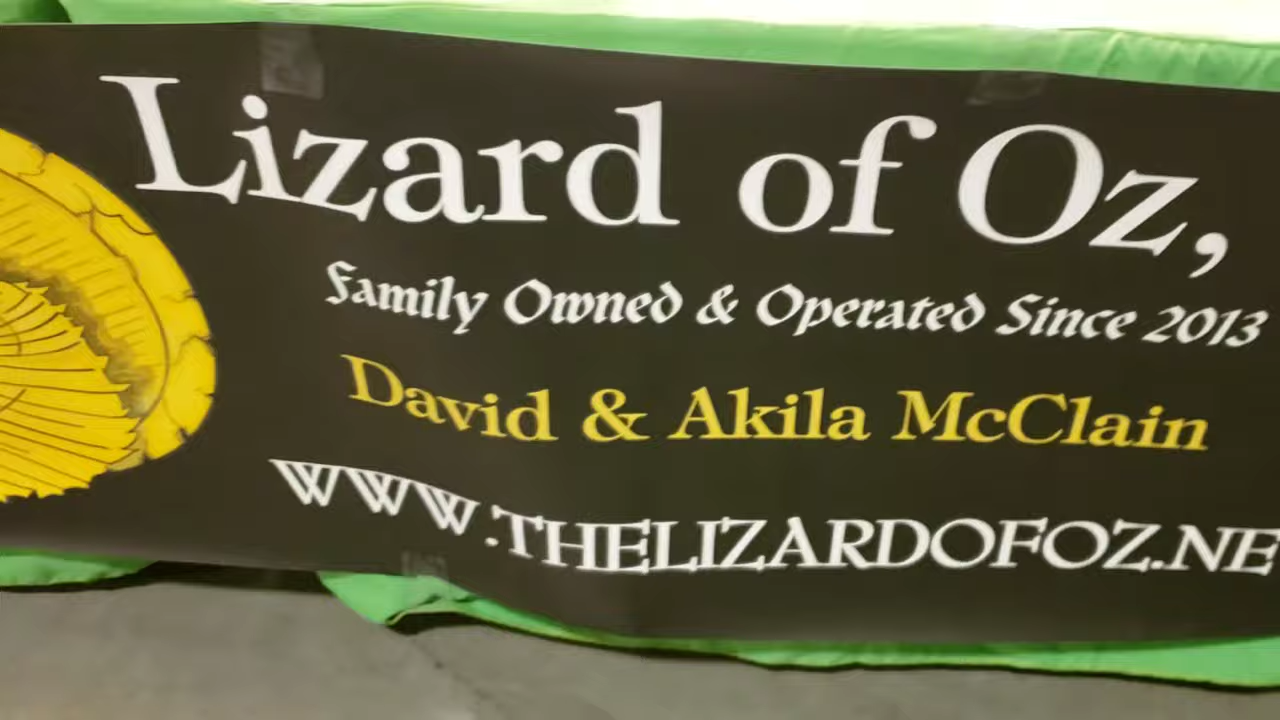 Lizard of Oz,
Family Owned & Operated Since 2013
David & Akila McClain
WWW.THELIZARDOFOZ.NE